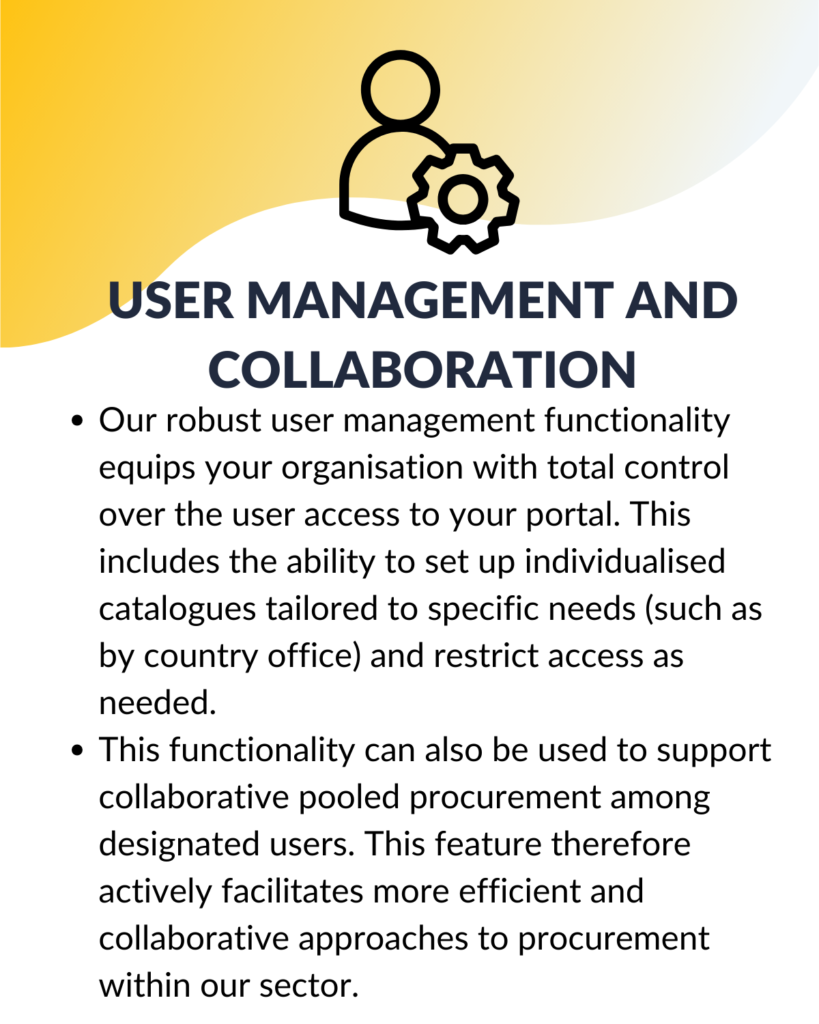 USER MANAGEMENT AND
COLLABORATION
• Our robust user management functionality
equips your organisation with total control
over the user access to your portal. This
includes the ability to set up individualised
catalogues tailored to specific needs (such as
by country office) and restrict access as
needed.
• This functionality can also be used to support
collaborative pooled procurement among
designated users. This feature therefore
actively facilitates more efficient and
collaborative approaches to procurement
within our sector.